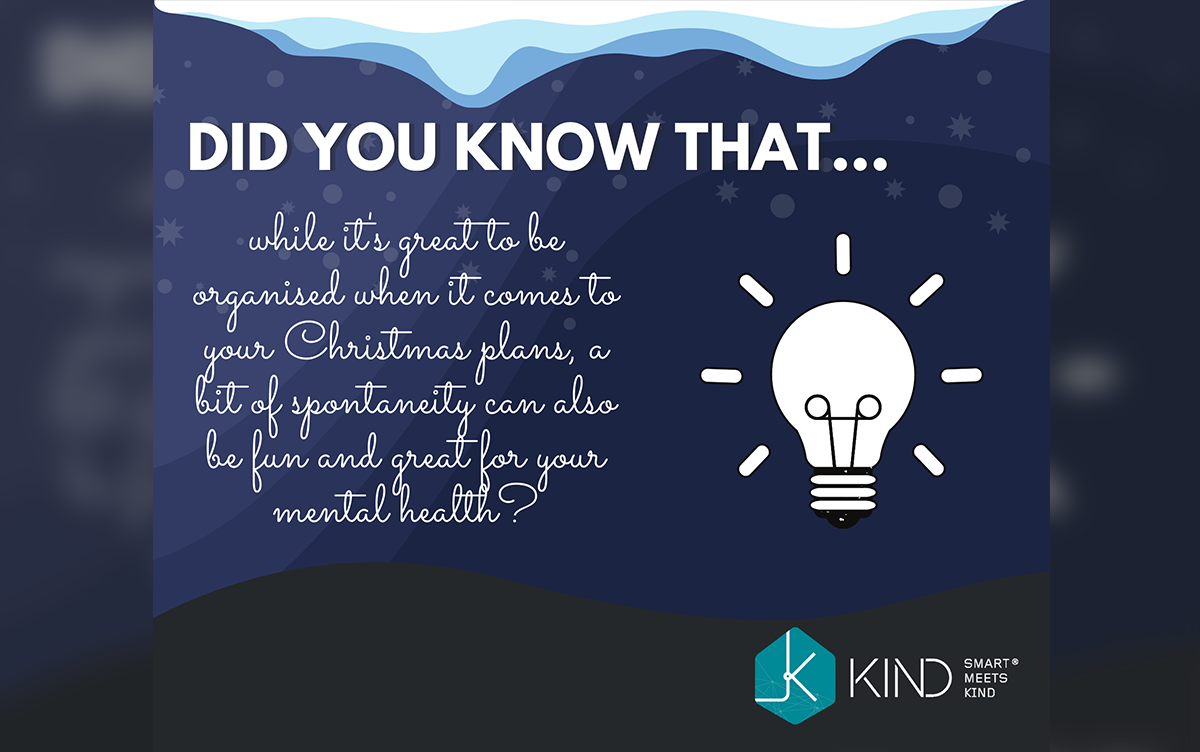 DID YOU KNOW THAT...
while it's great to be
organised when it comes to
your Christmas plans, a
bit of spontaneity can also
be fun and great for your
mental health?
KIND
SMART®
MEETS
KIND